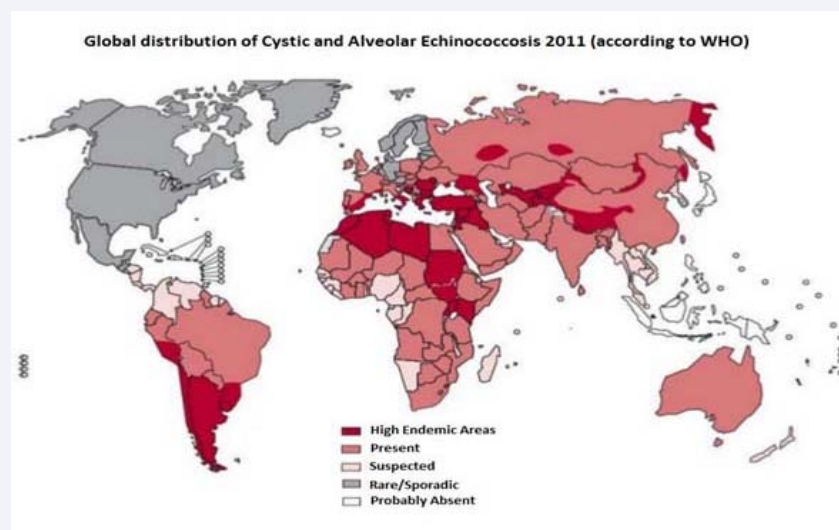 Global distribution of Cystic and Alveolar Echinococcosis 2011 (according to WHO)
High Endemic Areas
Present
Suspected
Rare/Sporadic
Probably Absent